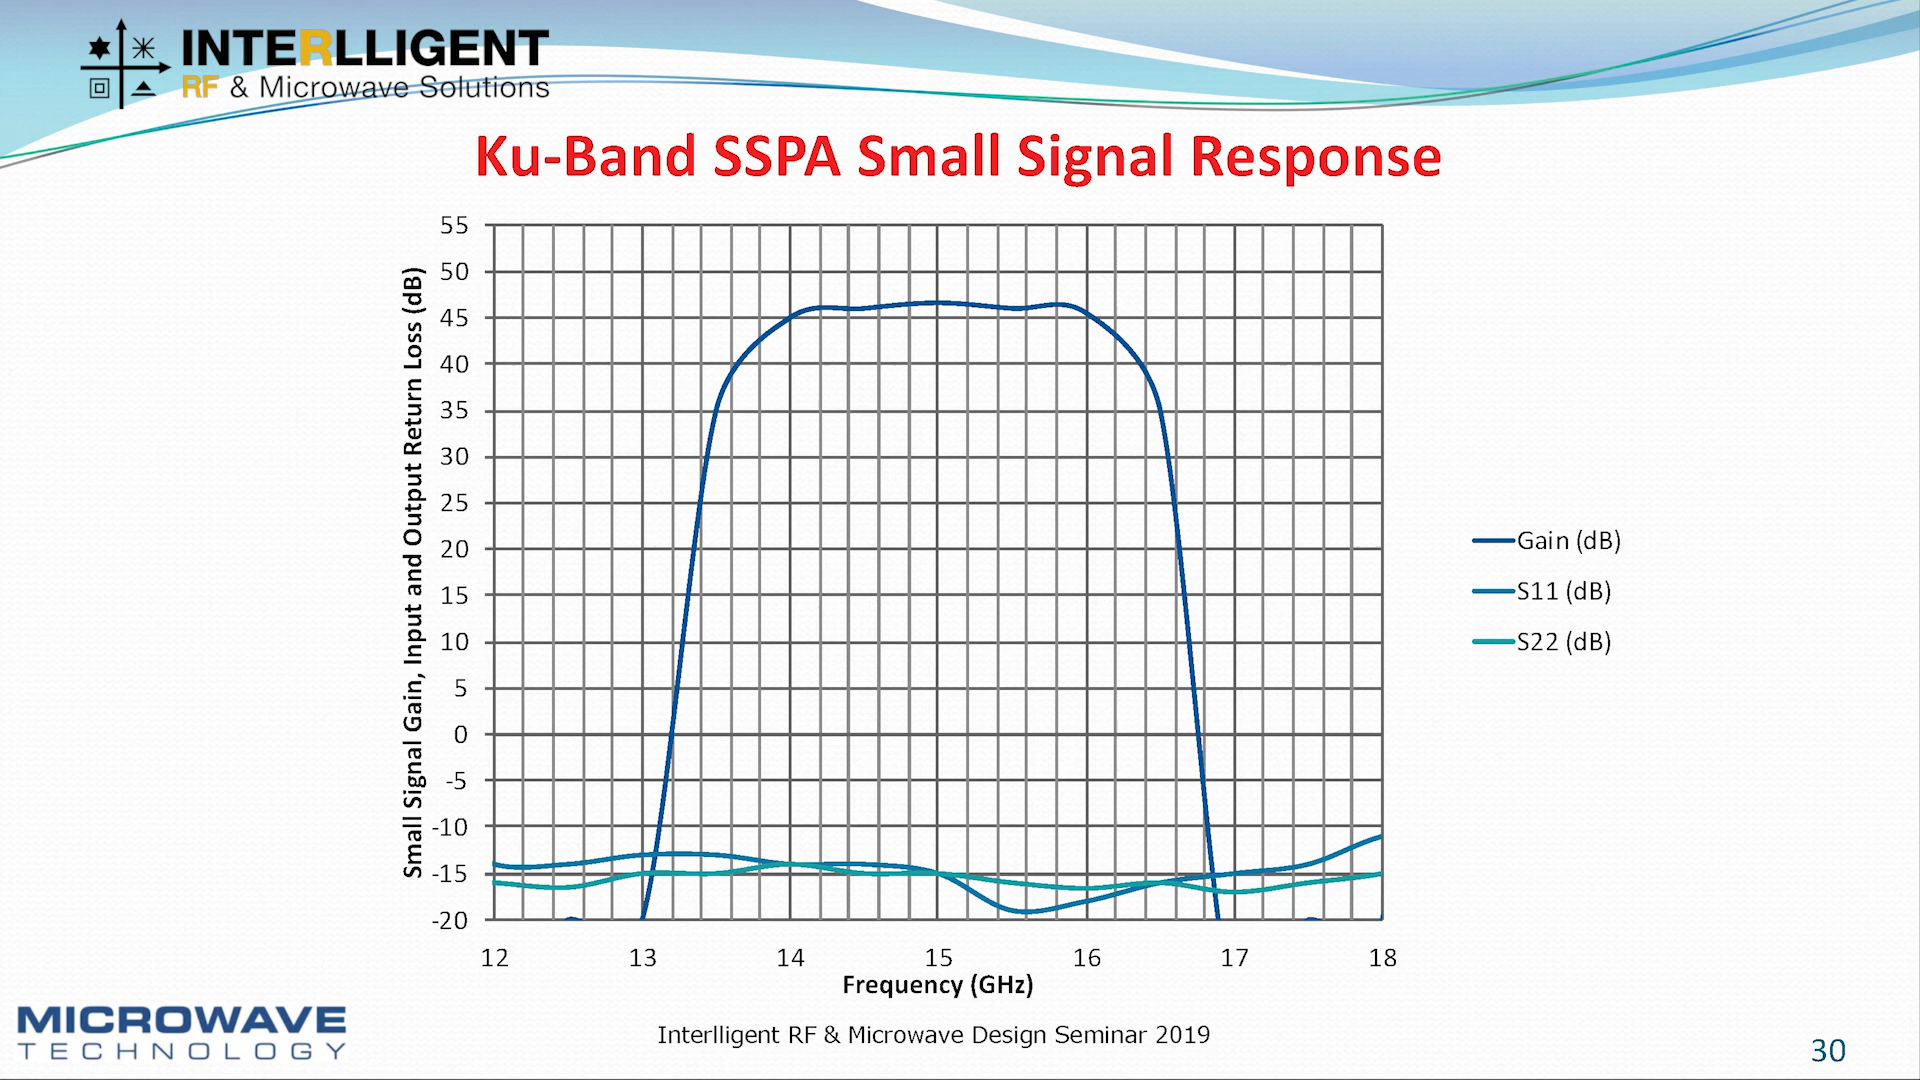 INTERLLIGENT
RF & Microwave Solutions
Ku-Band SSPA Small Signal Response
Small Signal Gain, Input and Output Return Loss (dB)
55
50
45
40
35
30
25
20
15
10
5
0
-5
-10
-15
-20
12 13 14 15 16 17 18
Frequency (GHz)
Gain (dB)
S11 (dB)
S22 (dB)
MICROWAVE
TECHNOLOGY
Interlligent RF & Microwave Design Seminar 2019
30